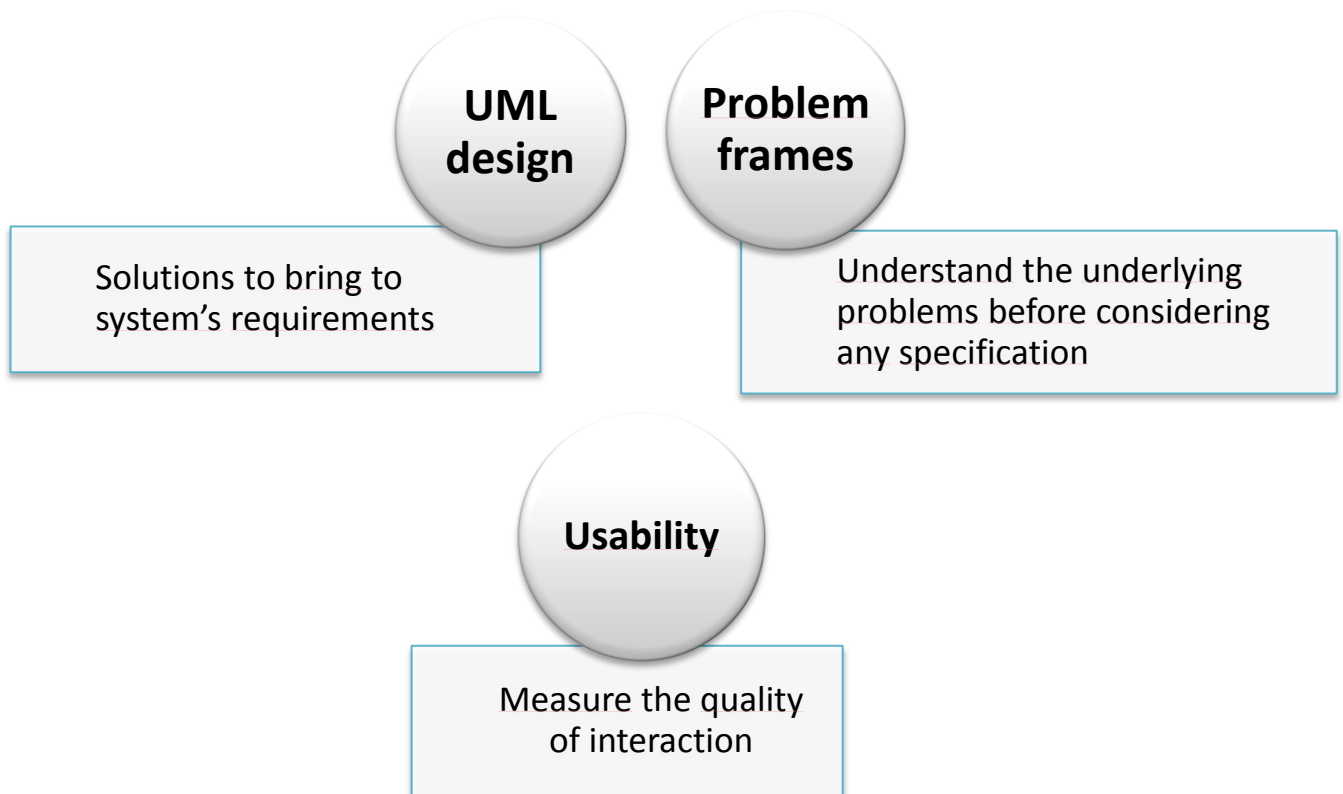 UML
design
Problem
frames
Solutions to bring to
system’s requirements
Understand the underlying
problems before considering
any specification
Usability
Measure the quality
of interaction